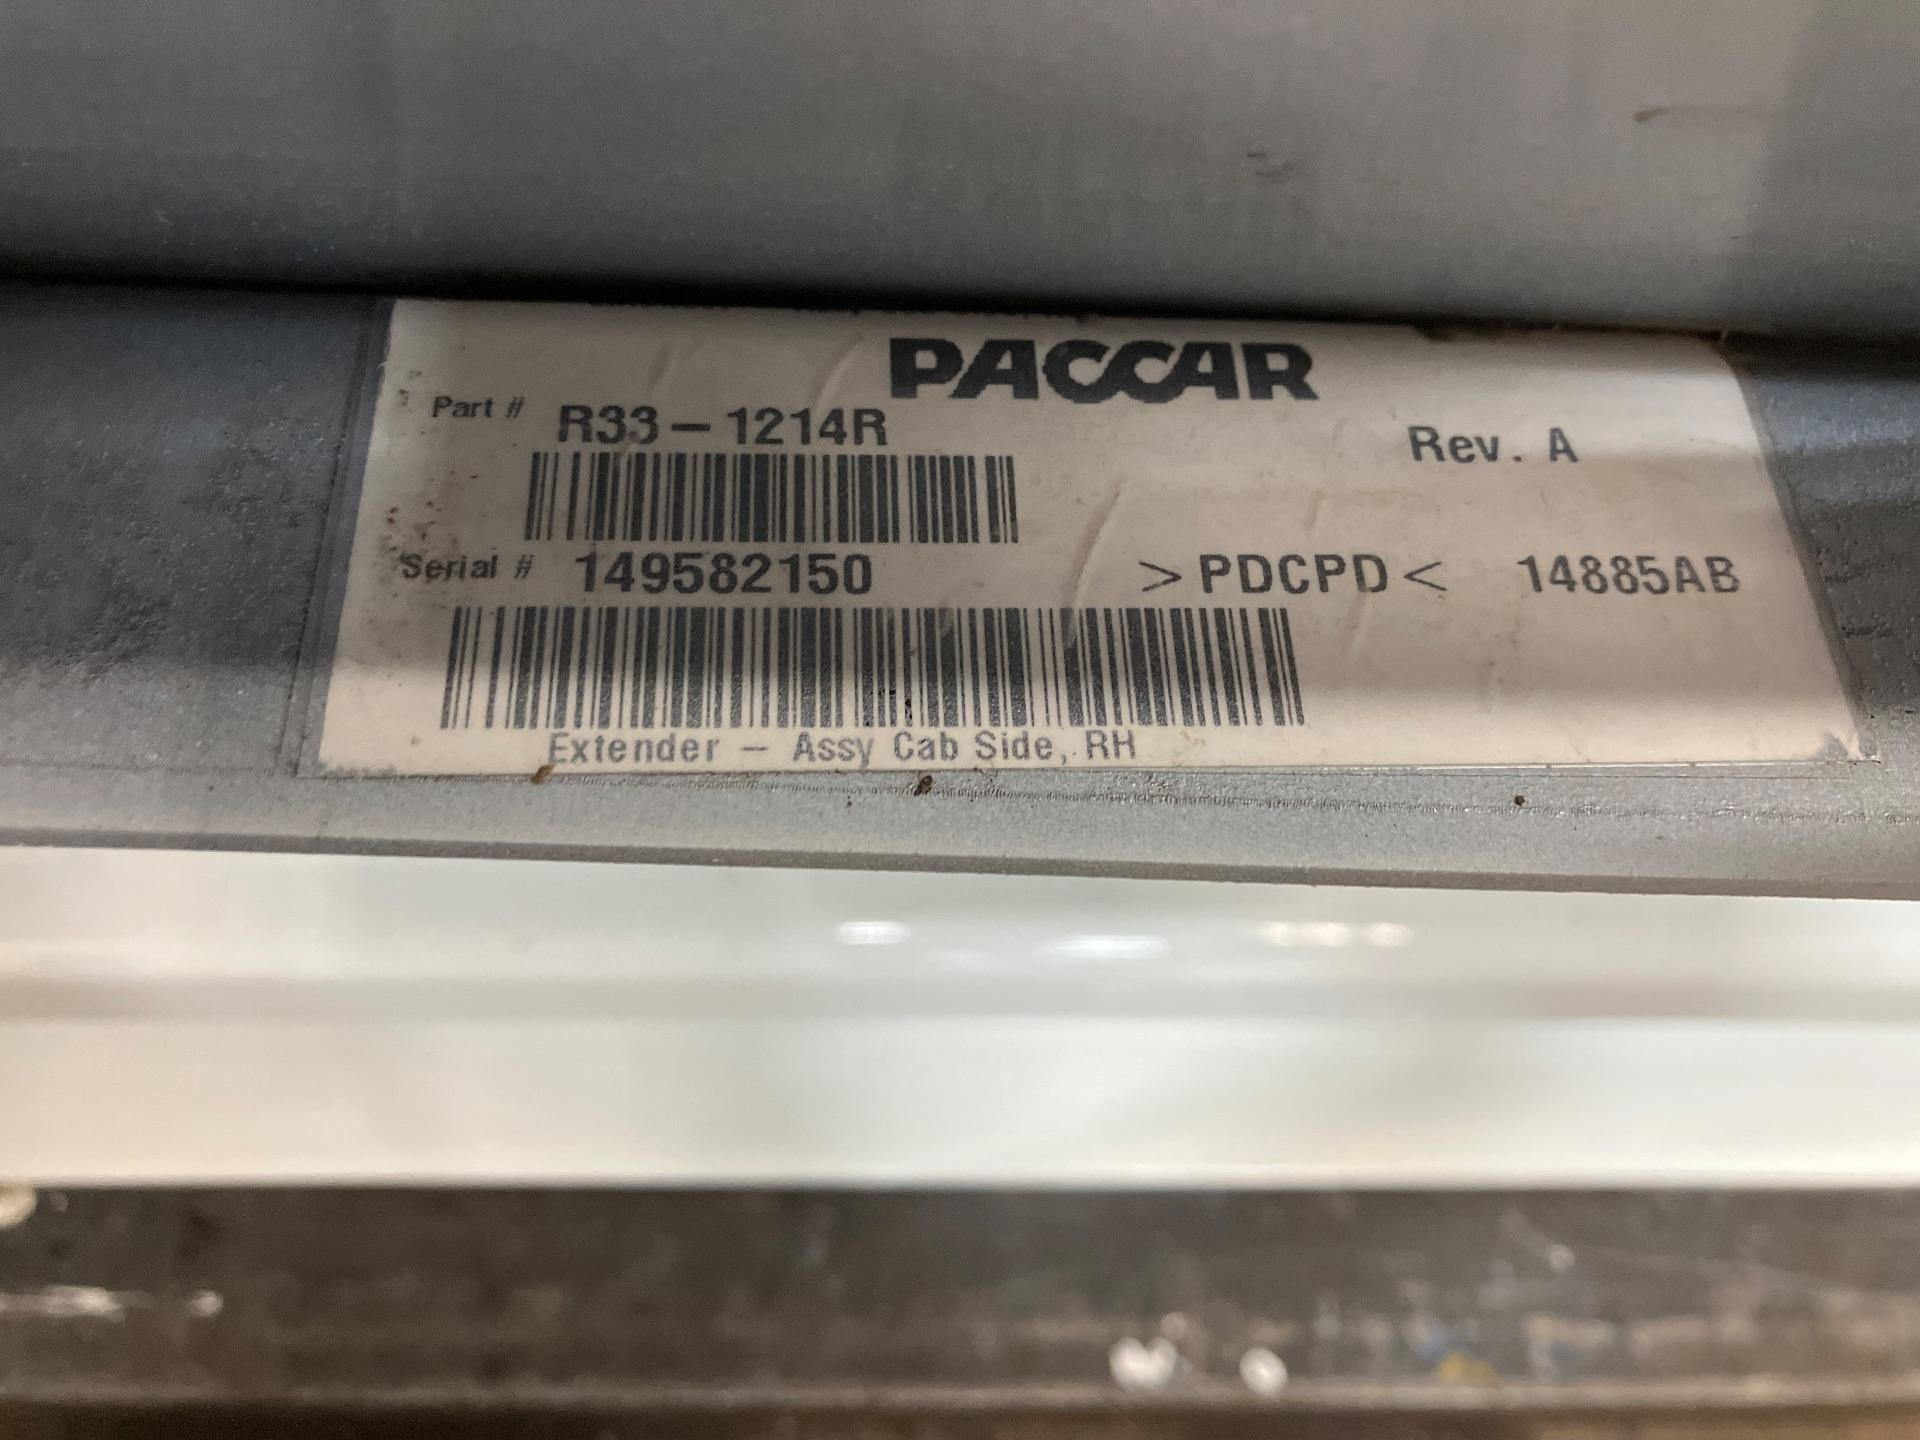 PACCAR
Part # R33-1214R
Rev. A
Serial # 149582150
>PDCPD< 14885AB
Extender - Assy Cab Side, RH